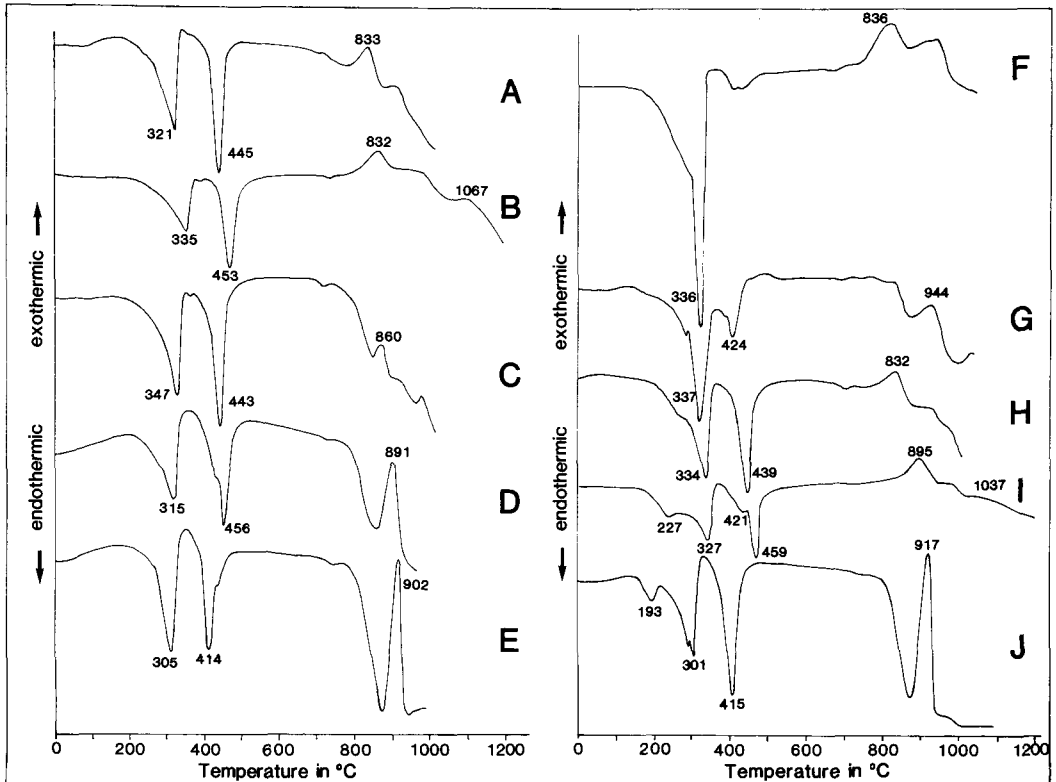 833
A
321
445
832
1067
B
335
453
860
C
347
443
891
D
315
456
902
E
305
414
exothermic
endothermic
0 200 400 600 800 1000 1200
Temperature in °C
836
F
336
944
G
424
337
832
H
334
439
895
1037
I
227
421
327
459
917
193
J
301
415
exothermic
endothermic
0 200 400 600 800 1000 1200
Temperature in °C